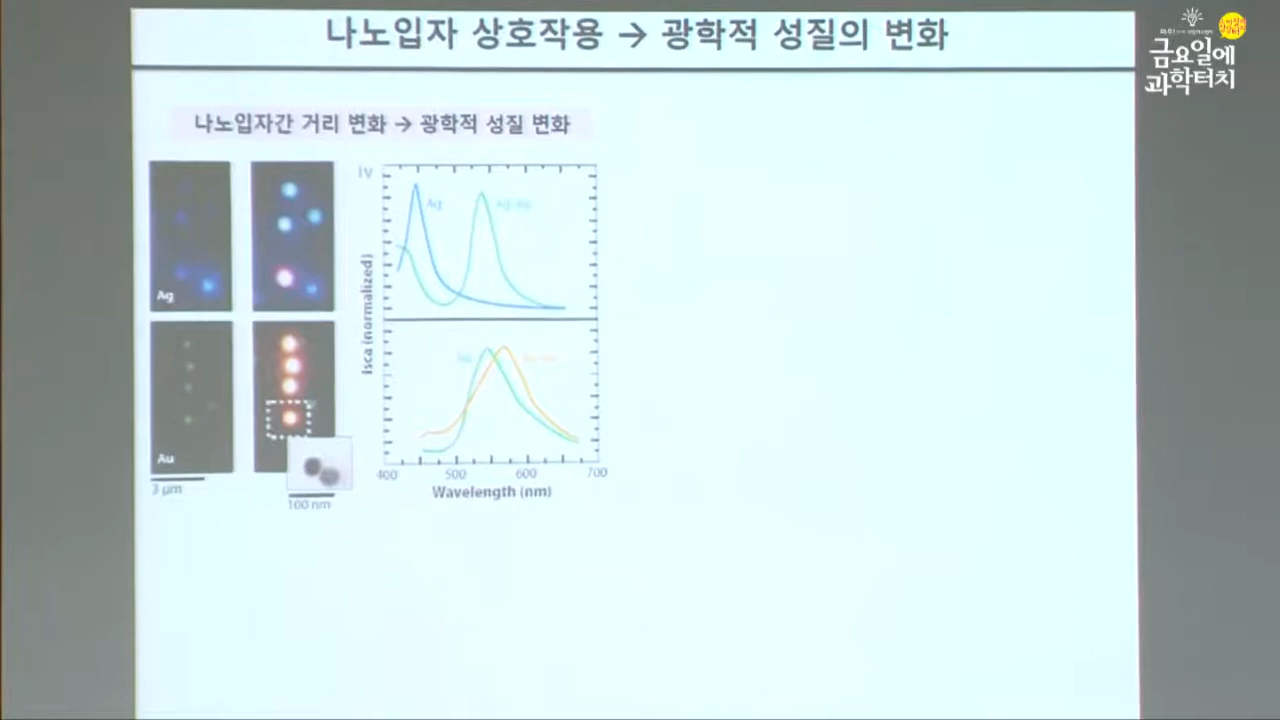 나노입자 상호작용 → 광학적 성질의 변화
금요일에
과학터치
나노입자간 거리 변화 → 광학적 성질 변화
IV
Ag
Ag
Au
Isca (normalized)
400 500 600 700
Wavelength (nm)
3 µm
100 nm